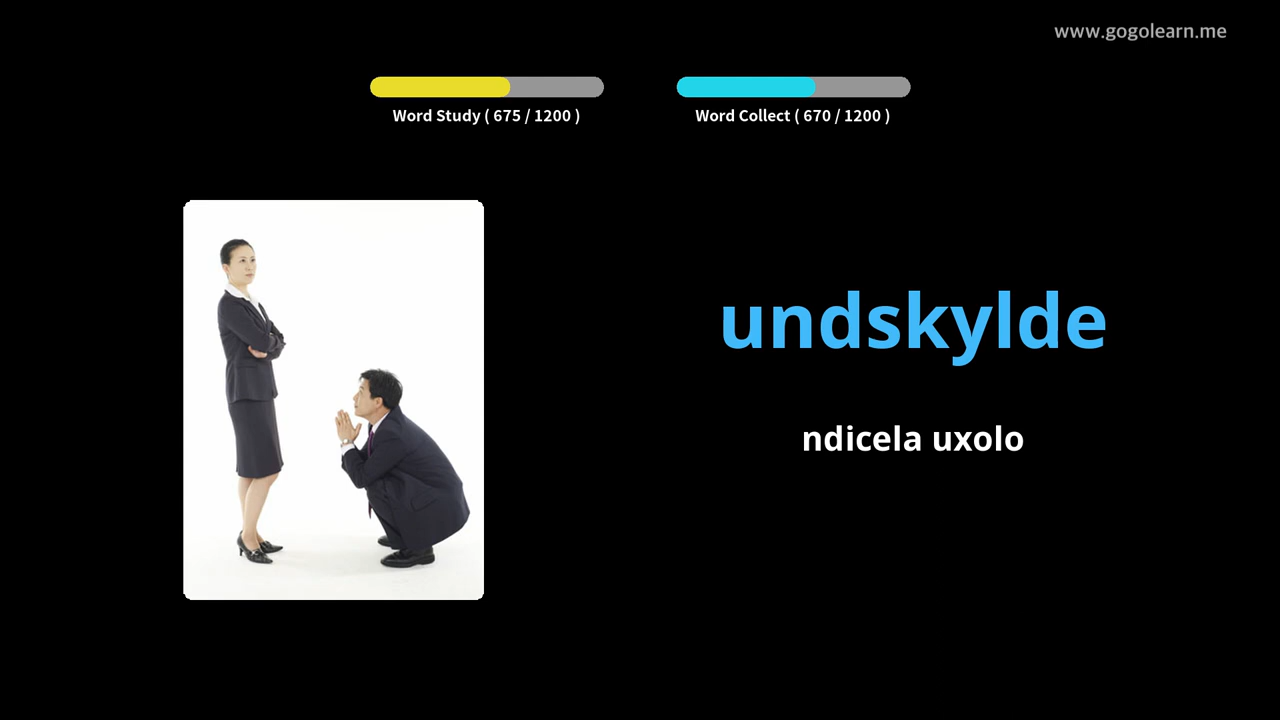 www.gogolearn.me
Word Study ( 675 / 1200 )
Word Collect ( 670 / 1200 )
undskylde
ndicela uxolo